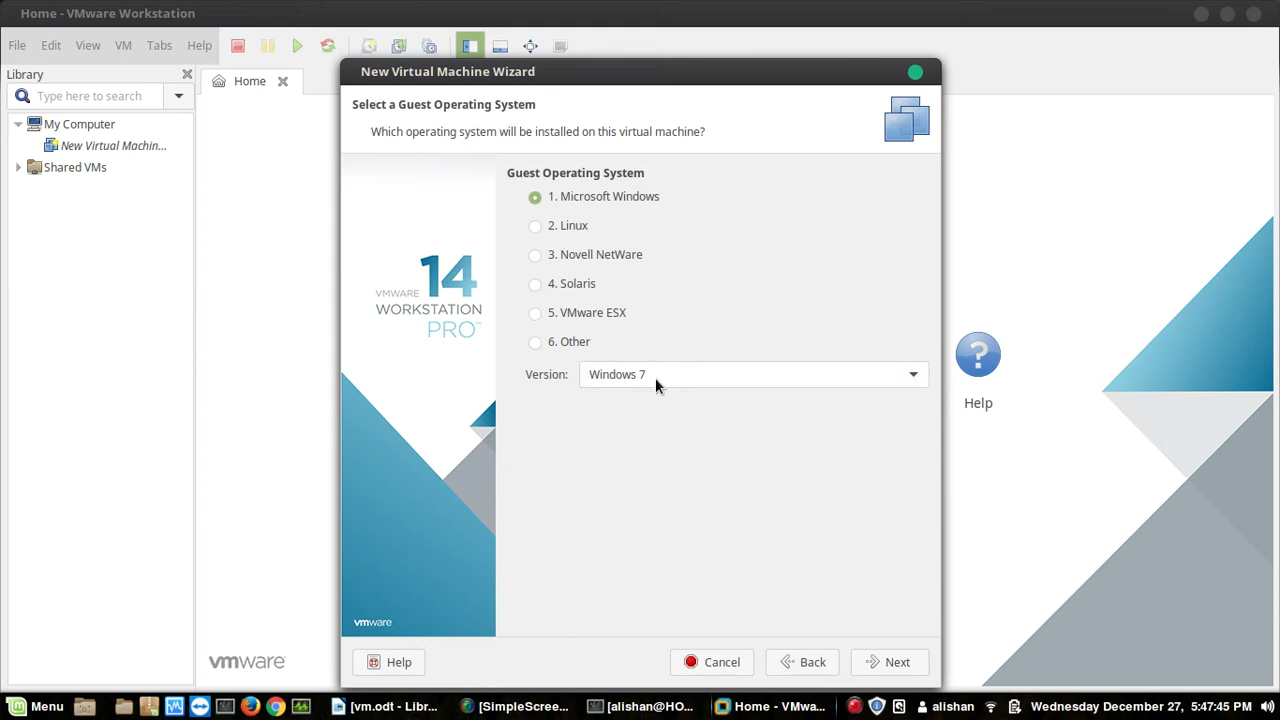 Home - VMware Workstation
File Edit View VM Tabs Help
Library
Type here to search
My Computer
New Virtual Machin...
Shared VMs
Home
New Virtual Machine Wizard
Select a Guest Operating System
Which operating system will be installed on this virtual machine?
VMWARE 14
WORKSTATION
PRO™
vmware
Guest Operating System
1. Microsoft Windows
2. Linux
3. Novell NetWare
4. Solaris
5. VMware ESX
6. Other
Version: Windows 7
Help
Cancel
Back
Next
?
Help
vmware
Menu [vm.odt - Libr... [SimpleScree... [alishan@HO... Home - VMwa... alishan Wednesday December 27, 5:47:45 PM